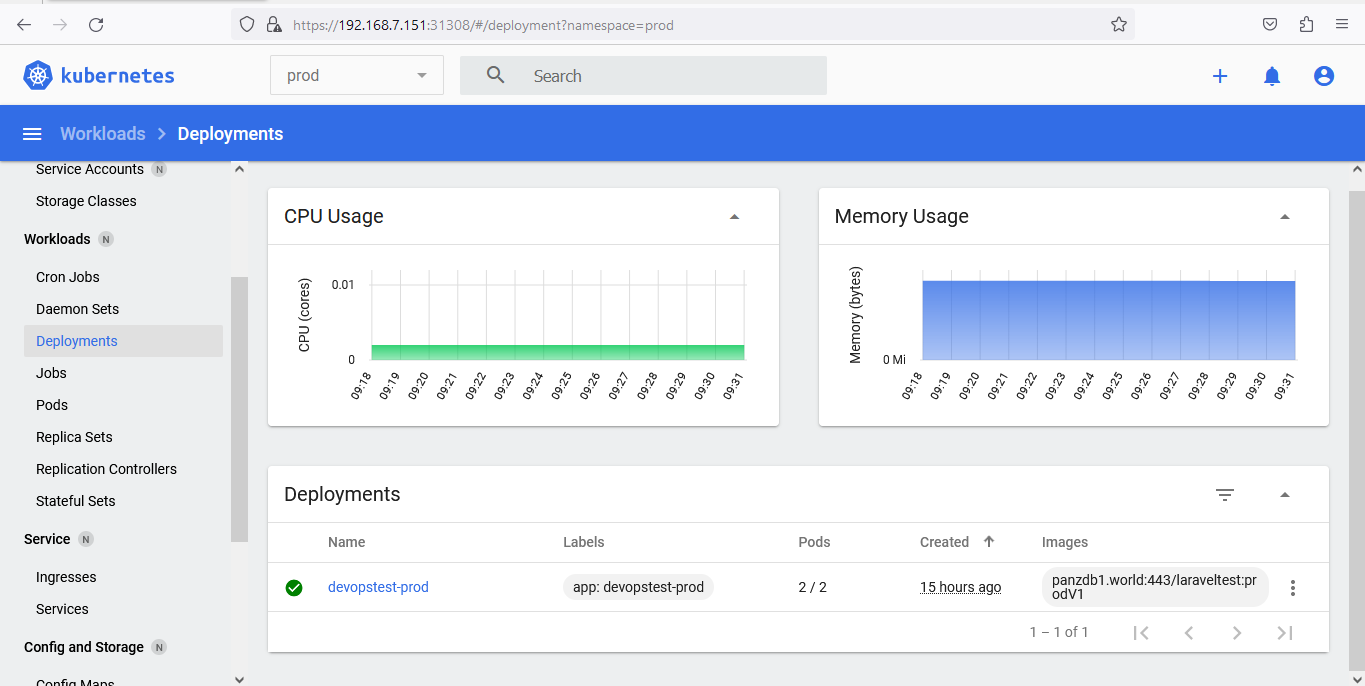 https://192.168.7.151:31308/#/deployment?namespace=prod
kubernetes
prod
Search
Workloads
Deployments
Service Accounts N
Storage Classes
Workloads N
Cron Jobs
Daemon Sets
Deployments
Jobs
Pods
Replica Sets
Replication Controllers
Stateful Sets
Service N
Ingresses
Services
Config and Storage N
Config Maps
CPU Usage
CPU (cores)
0.01
0
09:18
09:19
09:20
09:21
09:22
09:23
09:24
09:25
09:26
09:27
09:28
09:29
09:30
09:31
Memory Usage
Memory (bytes)
0 Mi
09:18
09:19
09:20
09:21
09:22
09:23
09:24
09:25
09:26
09:27
09:28
09:29
09:30
09:31
Deployments
Name Labels Pods Created Images
devopstest-prod app: devopstest-prod 2 / 2 15 hours ago panzdb1.world:443/laraveltest:pr
odV1
1 – 1 of 1